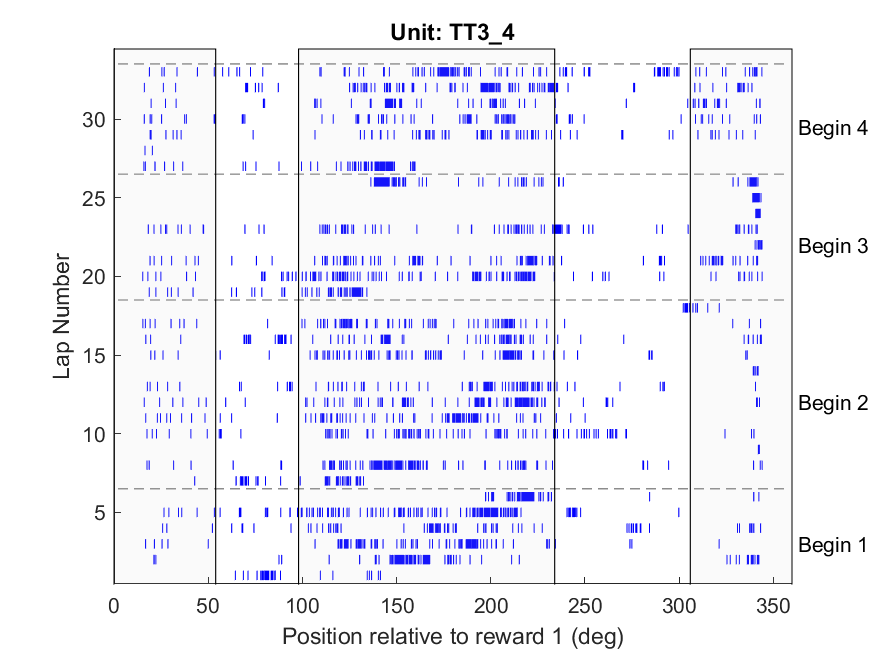 Unit: TT3_4
30
25
20
15
10
5
Lap Number
Begin 4
Begin 3
Begin 2
Begin 1
0 50 100 150 200 250 300 350
Position relative to reward 1 (deg)